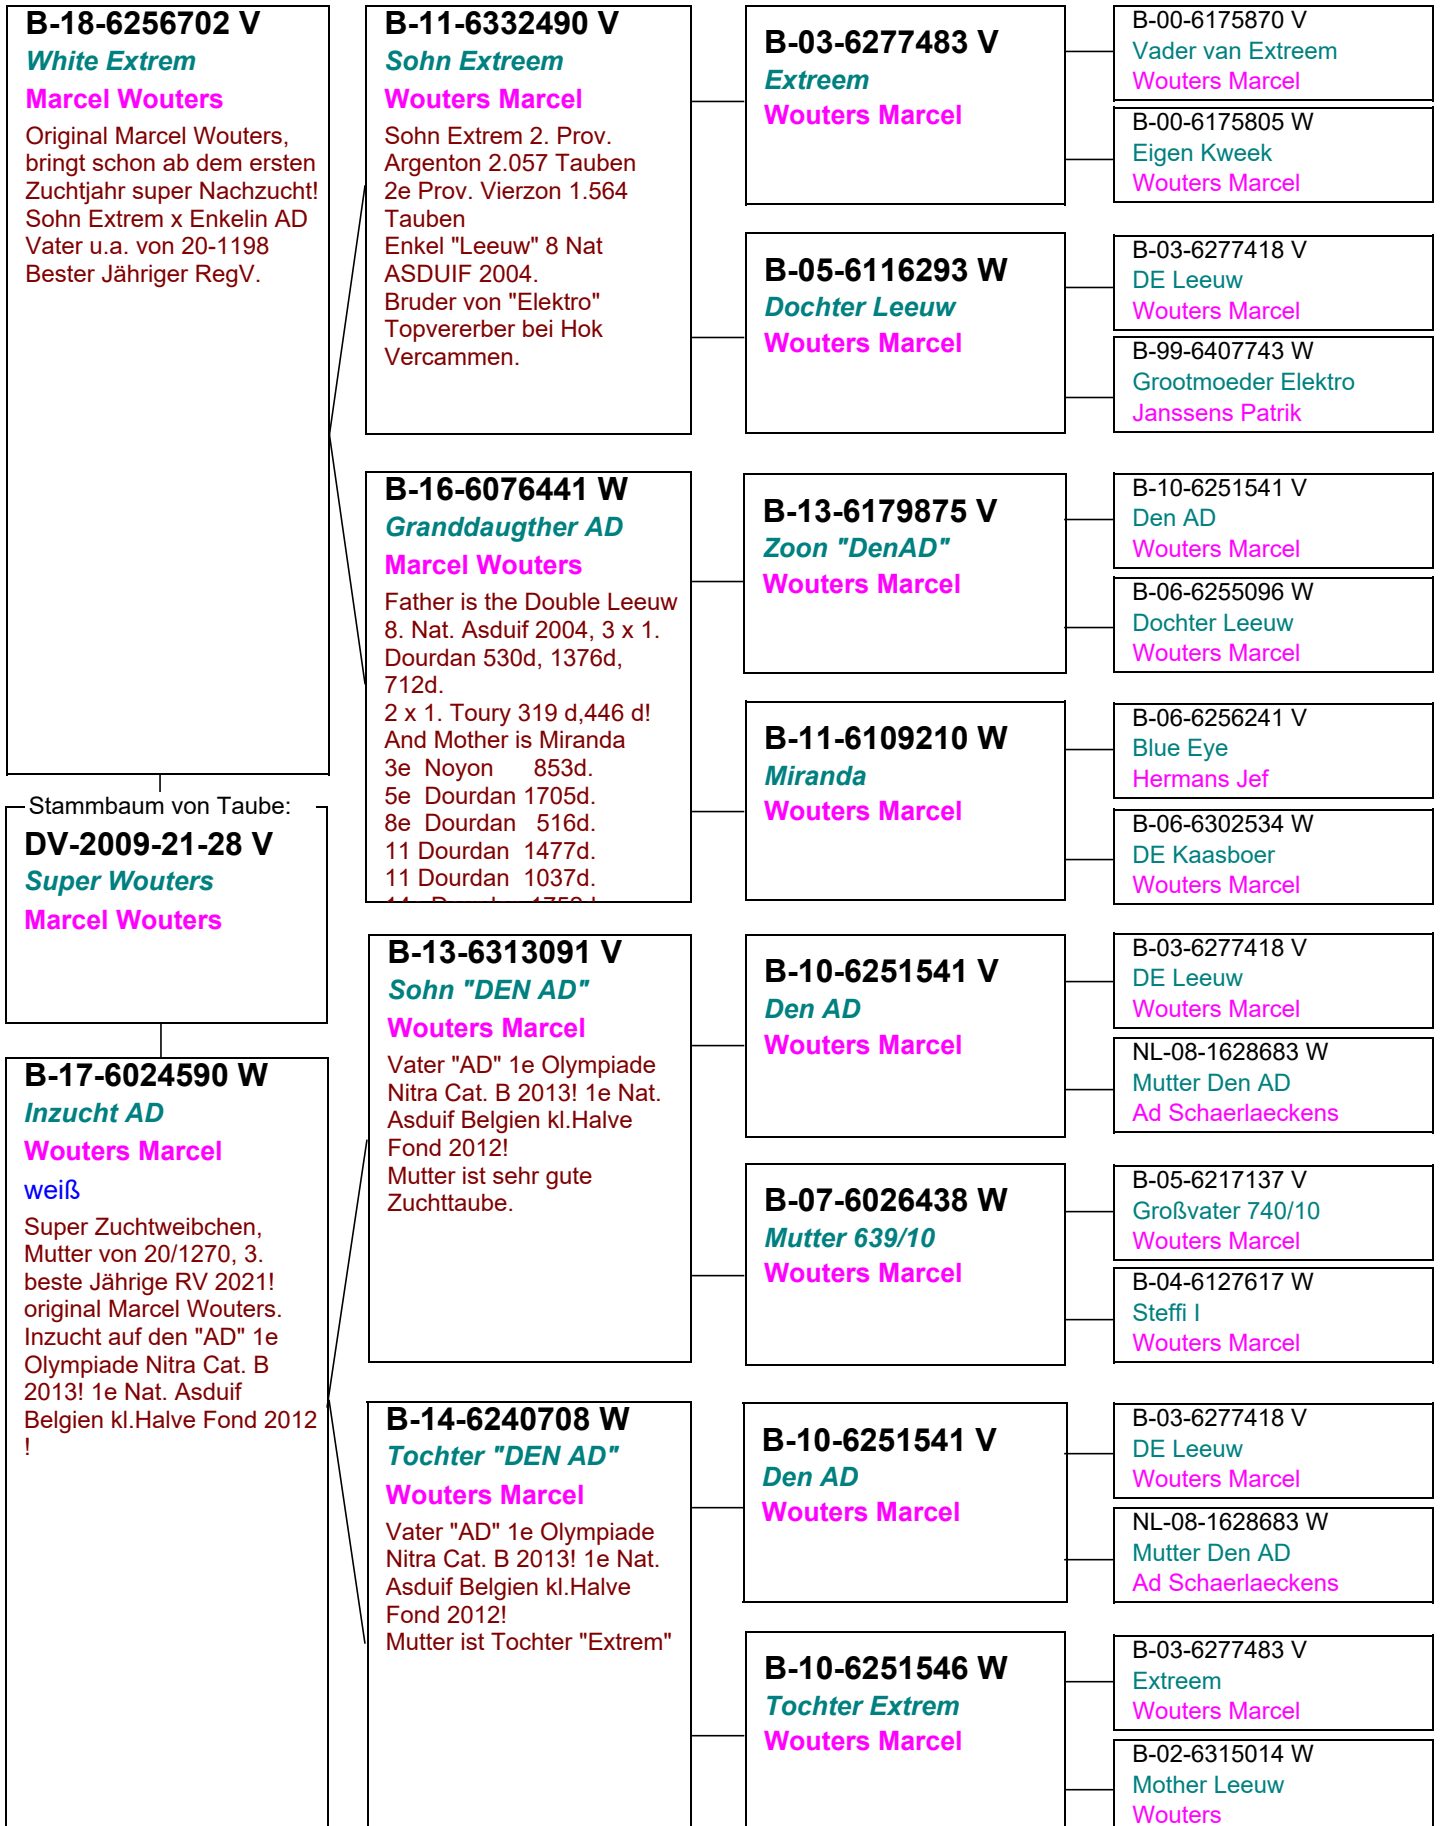 B-18-6256702 V
White Extrem
Marcel Wouters
Original Marcel Wouters,
bringt schon ab dem ersten
Zuchtjahr super Nachzucht!
Sohn Extrem x Enkelin AD
Vater u.a. von 20-1198
Bester Jähriger RegV.
Stammbaum von Taube:
DV-2009-21-28 V
Super Wouters
Marcel Wouters
B-17-6024590 W
Inzucht AD
Wouters Marcel
weiß
Super Zuchtweibchen,
Mutter von 20/1270, 3.
beste Jährige RV 2021!
original Marcel Wouters.
Inzucht auf den "AD" 1e
Olympiade Nitra Cat. B
2013! 1e Nat. Asduif
Belgien kl.Halve Fond 2012
!
B-11-6332490 V
Sohn Extreem
Wouters Marcel
Sohn Extrem 2. Prov.
Argenton 2.057 Tauben
2e Prov. Vierzon 1.564
Tauben
Enkel "Leeuw" 8 Nat
ASDUIF 2004.
Bruder von "Elektro"
Topvererber bei Hok
Vercammen.
B-16-6076441 W
Granddaugther AD
Marcel Wouters
Father is the Double Leeuw
8. Nat. Asduif 2004, 3 x 1.
Dourdan 530d, 1376d,
712d.
2 x 1. Toury 319 d,446 d!
And Mother is Miranda
3e Noyon 853d.
5e Dourdan 1705d.
8e Dourdan 516d.
11 Dourdan 1477d.
11 Dourdan 1037d.
B-13-6313091 V
Sohn "DEN AD"
Wouters Marcel
Vater "AD" 1e Olympiade
Nitra Cat. B 2013! 1e Nat.
Asduif Belgien kl.Halve
Fond 2012!
Mutter ist sehr gute
Zuchttaube.
B-14-6240708 W
Tochter "DEN AD"
Wouters Marcel
Vater "AD" 1e Olympiade
Nitra Cat. B 2013! 1e Nat.
Asduif Belgien kl.Halve
Fond 2012!
Mutter ist Tochter "Extrem"
B-03-6277483 V
Extreem
Wouters Marcel
B-05-6116293 W
Dochter Leeuw
Wouters Marcel
B-13-6179875 V
Zoon "DenAD"
Wouters Marcel
B-11-6109210 W
Miranda
Wouters Marcel
B-10-6251541 V
Den AD
Wouters Marcel
B-07-6026438 W
Mutter 639/10
Wouters Marcel
B-10-6251541 V
Den AD
Wouters Marcel
B-10-6251546 W
Tochter Extrem
Wouters Marcel
B-00-6175870 V
Vader van Extreem
Wouters Marcel
B-00-6175805 W
Eigen Kweek
Wouters Marcel
B-03-6277418 V
DE Leeuw
Wouters Marcel
B-99-6407743 W
Grootmoeder Elektro
Janssens Patrik
B-10-6251541 V
Den AD
Wouters Marcel
B-06-6255096 W
Dochter Leeuw
Wouters Marcel
B-06-6256241 V
Blue Eye
Hermans Jef
B-06-6302534 W
DE Kaasboer
Wouters Marcel
B-03-6277418 V
DE Leeuw
Wouters Marcel
NL-08-1628683 W
Mutter Den AD
Ad Schaerlaeckens
B-05-6217137 V
Großvater 740/10
Wouters Marcel
B-04-6127617 W
Steffi I
Wouters Marcel
B-03-6277418 V
DE Leeuw
Wouters Marcel
NL-08-1628683 W
Mutter Den AD
Ad Schaerlaeckens
B-03-6277483 V
Extreem
Wouters Marcel
B-02-6315014 W
Mother Leeuw
Wouters